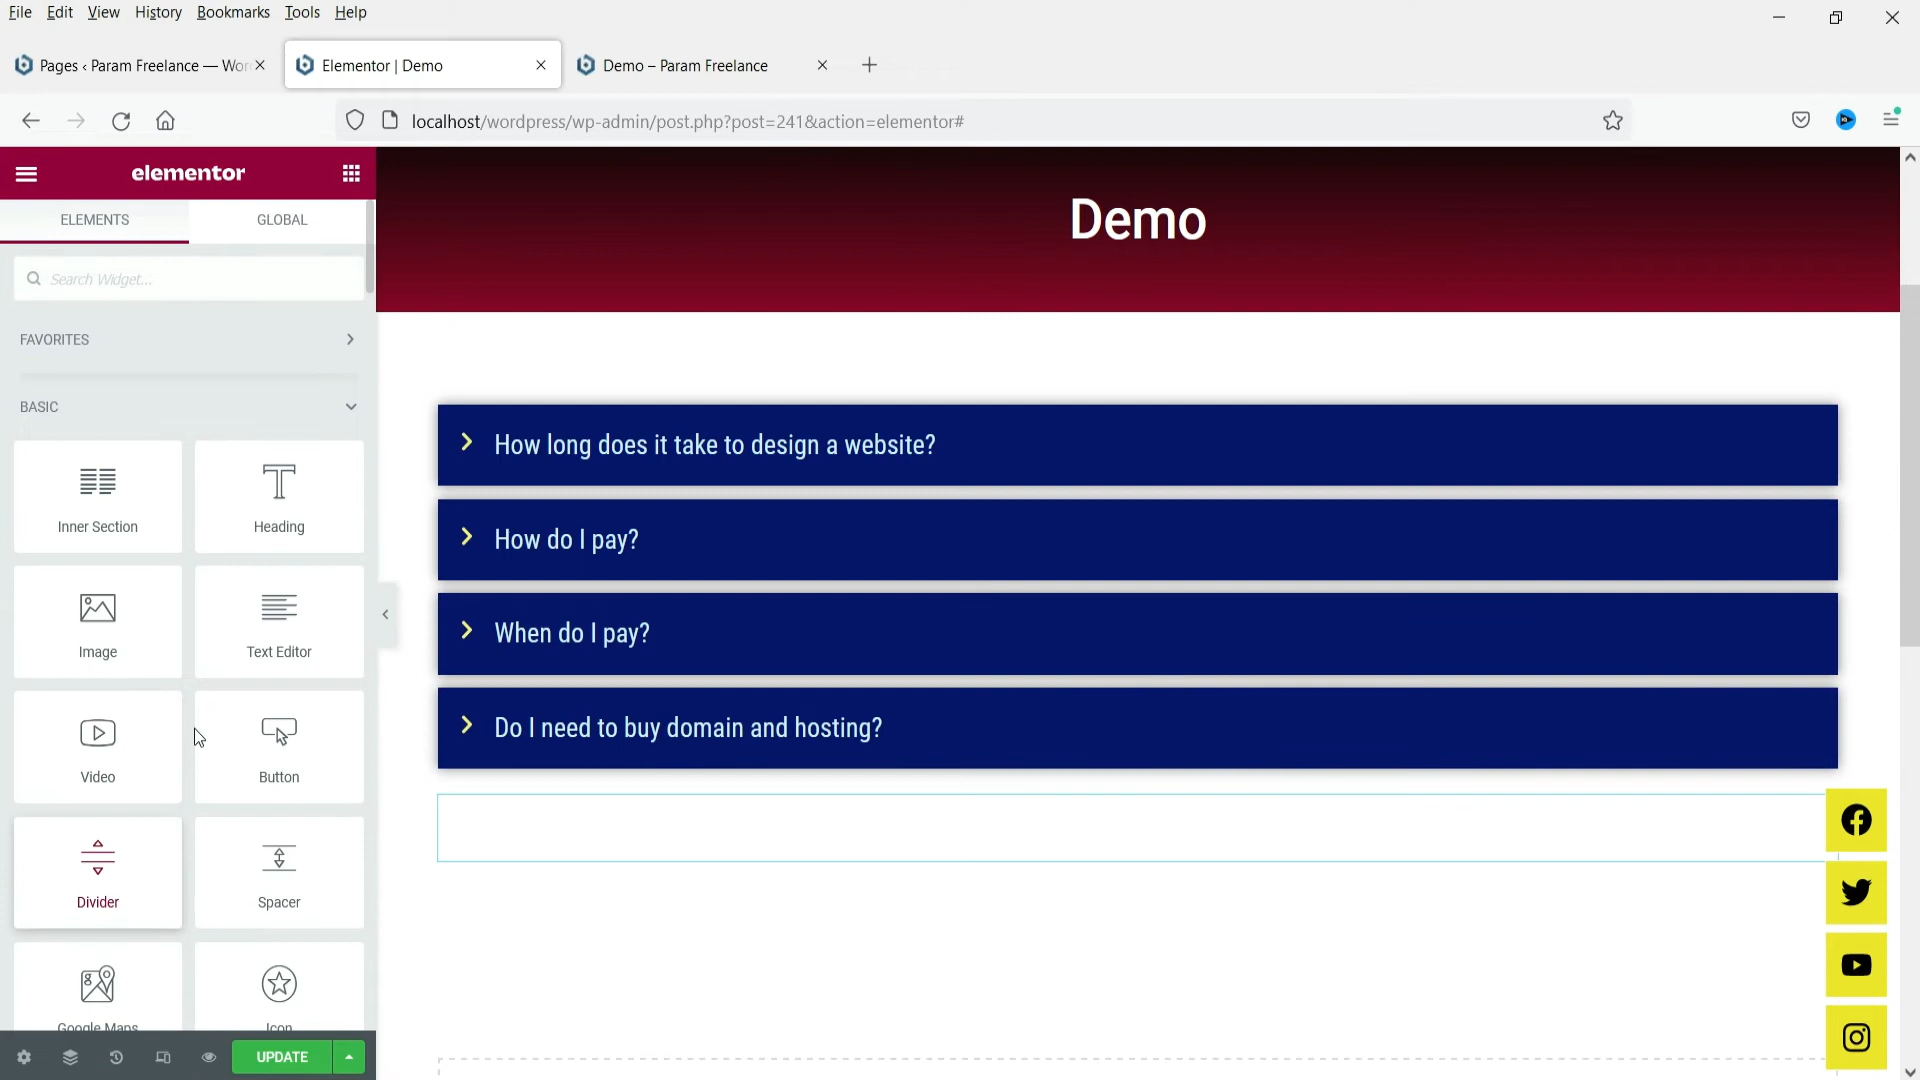 File Edit View History Bookmarks Tools Help
Pages ‹ Param Freelance — Wor
Elementor | Demo
Demo – Param Freelance
localhost/wordpress/wp-admin/post.php?post=241&action=elementor#
elementor
ELEMENTS
GLOBAL
Search Widget...
FAVORITES
BASIC
Inner Section
Heading
Image
Text Editor
Video
Button
Divider
Spacer
Google Maps
Icon
UPDATE
Demo
How long does it take to design a website?
How do I pay?
When do I pay?
Do I need to buy domain and hosting?